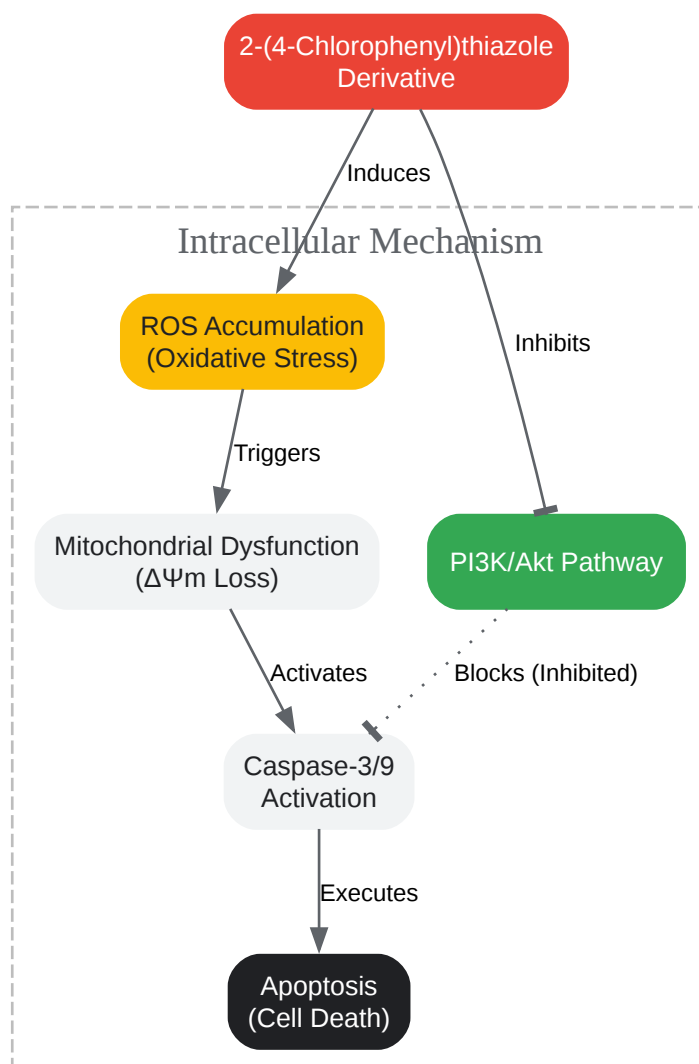 2-(4-Chlorophenyl)thiazole
Derivative
Induces
Intracellular Mechanism
ROS Accumulation
(Oxidative Stress)
Inhibits
Triggers
Mitochondrial Dysfunction
(ΔΨm Loss)
PI3K/Akt Pathway
Activates
Blocks (Inhibited)
Caspase-3/9
Activation
Executes
Apoptosis
(Cell Death)